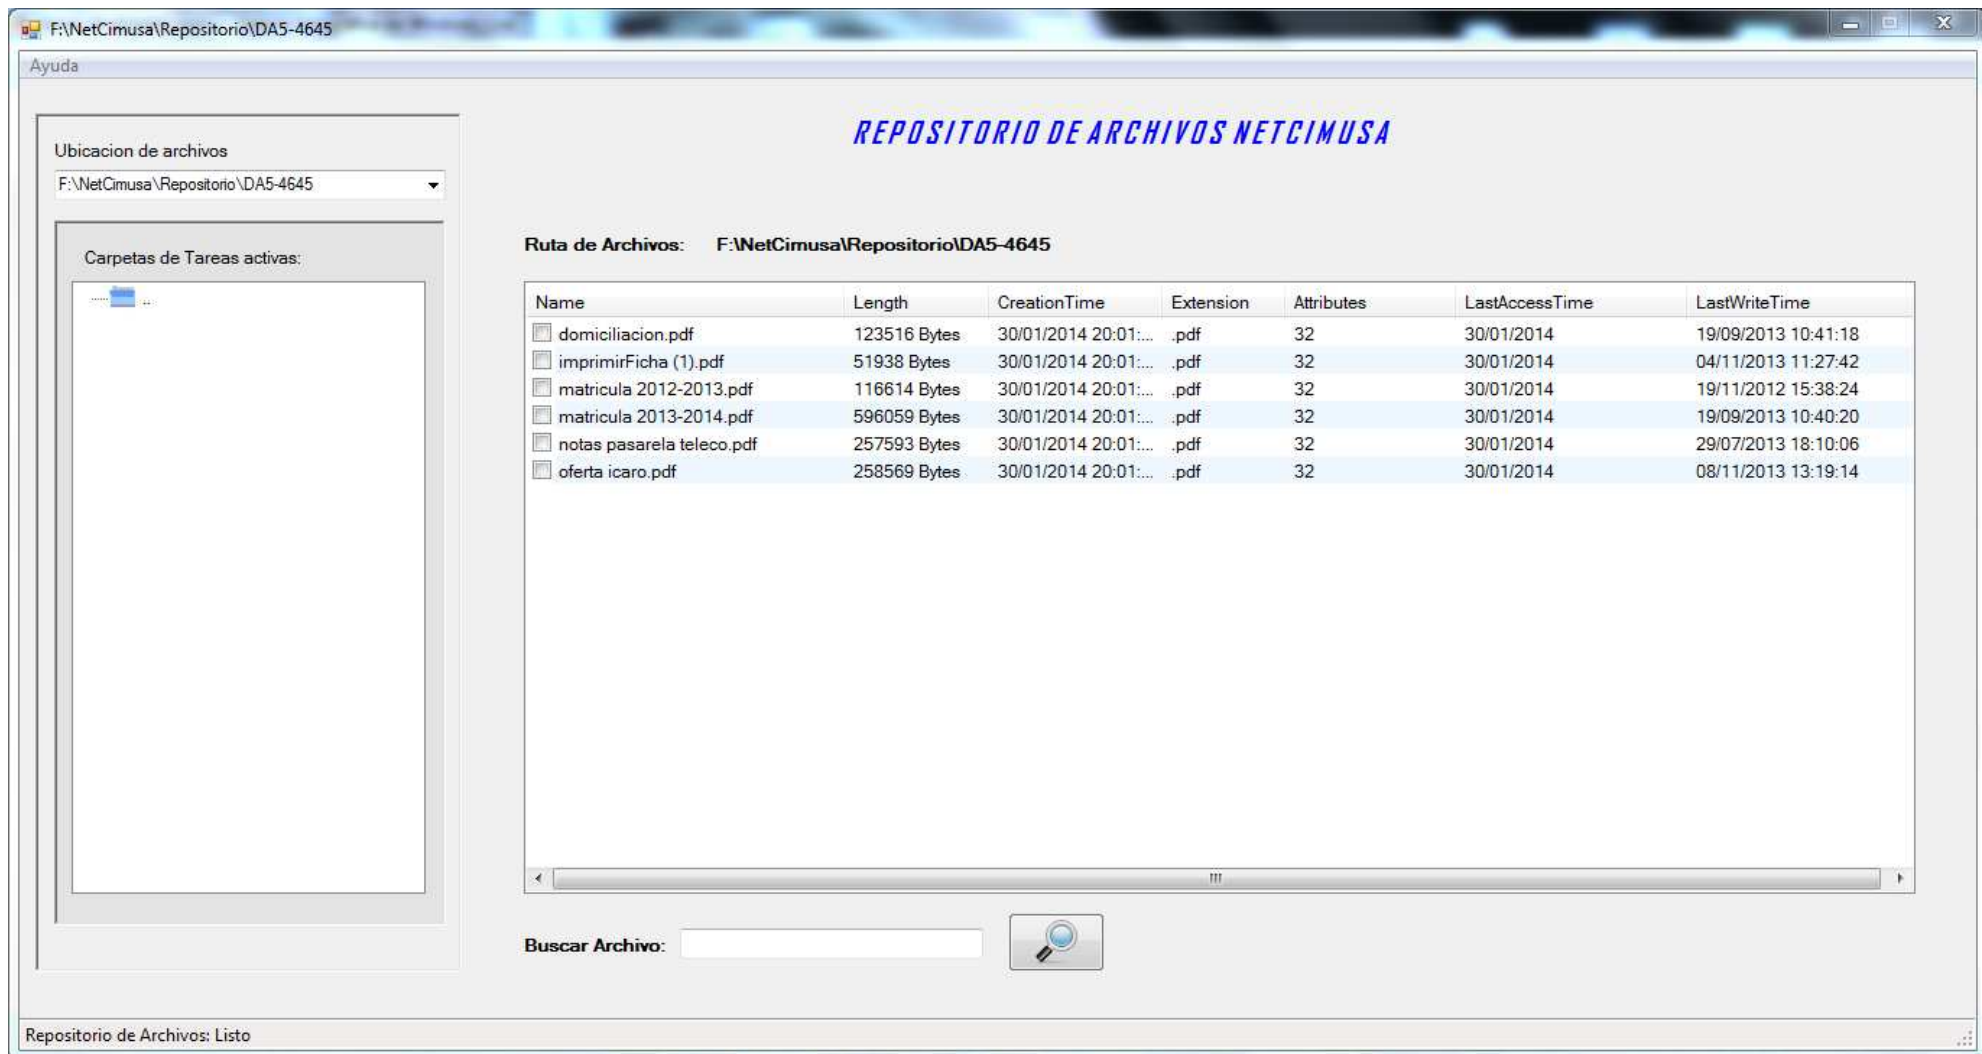 F:\NetCimusa\Repositorio\DA5-4645
Ayuda
REPOSITORIO DE ARCHIVOS NETCIMUSA
Ubicacion de archivos
F:\NetCimusa\Repositorio\DA5-4645
Carpetas de Tareas activas:
..
Ruta de Archivos: F:\NetCimusa\Repositorio\DA5-4645
Name Length CreationTime Extension Attributes LastAccessTime LastWriteTime
domiciliacion.pdf 123516 Bytes 30/01/2014 20:01:... .pdf 32 30/01/2014 19/09/2013 10:41:18
imprimirFicha (1).pdf 51938 Bytes 30/01/2014 20:01:... .pdf 32 30/01/2014 04/11/2013 11:27:42
matricula 2012-2013.pdf 116614 Bytes 30/01/2014 20:01:... .pdf 32 30/01/2014 19/11/2012 15:38:24
matricula 2013-2014.pdf 596059 Bytes 30/01/2014 20:01:... .pdf 32 30/01/2014 19/09/2013 10:40:20
notas pasarela teleco.pdf 257593 Bytes 30/01/2014 20:01:... .pdf 32 30/01/2014 29/07/2013 18:10:06
oferta icaro.pdf 258569 Bytes 30/01/2014 20:01:... .pdf 32 30/01/2014 08/11/2013 13:19:14
Buscar Archivo:
Repositorio de Archivos: Listo